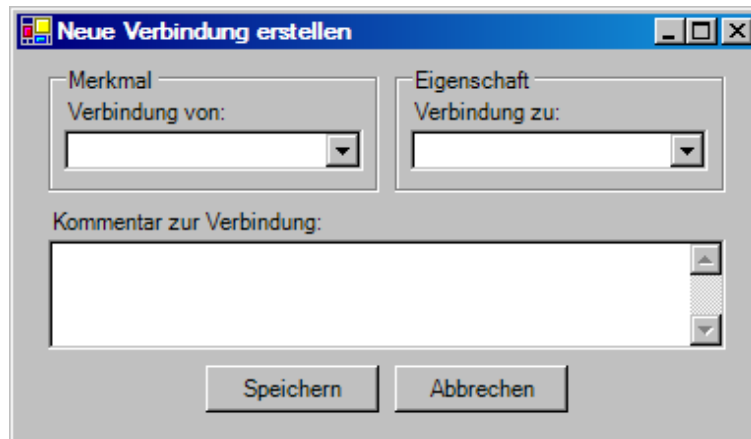 Neue Verbindung erstellen
Merkmal
Verbindung von:
Eigenschaft
Verbindung zu:
Kommentar zur Verbindung:
Speichern
Abbrechen